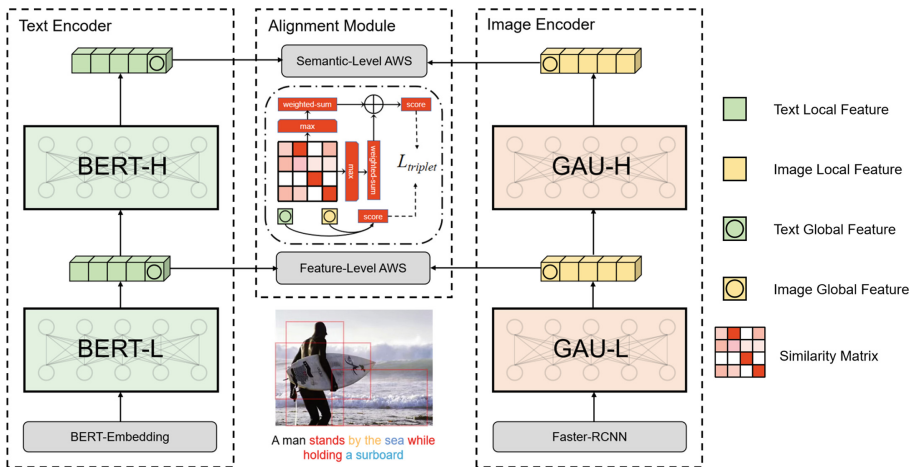 Text Encoder
Alignment Module
Image Encoder
Semantic-Level AWS
weighted-sum
score
max
BERT-H
max
weighted-sum
L_triplet
GAU-H
score
Feature-Level AWS
BERT-L
GAU-L
BERT-Embedding
Faster-RCNN
A man stands by the sea while
holding a surboard
Text Local Feature
Image Local Feature
Text Global Feature
Image Global Feature
Similarity Matrix